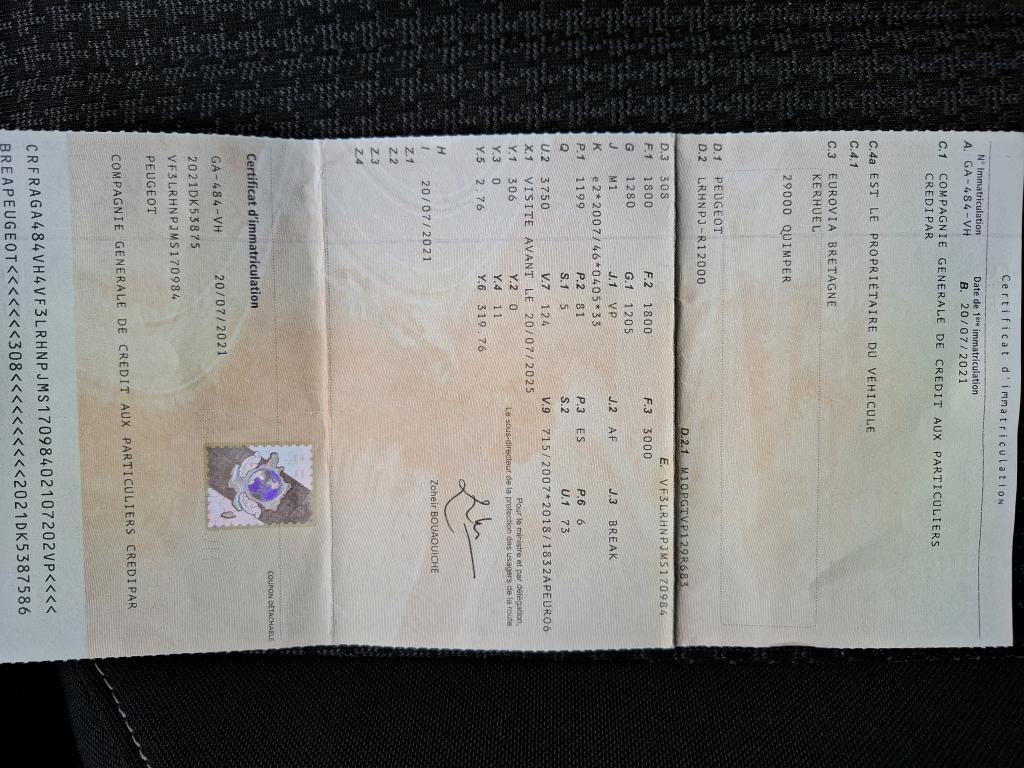 Certificat d'immatriculation
N° Immatriculation Date de 1ère immatriculation
A. GA-484-VH B. 20/07/2021
C.1 COMPAGNIE GENERALE DE CREDIT AUX PARTICULIERS
CREDIPAR
C.4a EST LE PROPRIÉTAIRE DU VÉHICULE
C.4.1
C.3 EUROVIA BRETAGNE
KERHUEL
29000 QUIMPER
D.1 PEUGEOT
D.2 LRHNPJ-R12000 D.2.1 M10PGTVP129R683
D.3 308 E. VF3LRHNPJMS170984
F.1 1800 F.2 1800 F.3 3000
G 1280 G.1 1205
J M1 J.1 VP J.2 AF J.3 BREAK
K e2*2007/46*0405*33
P.1 1199 P.2 81 P.3 ES P.6 6
Q S.1 5 S.2 U.1 73
U.2 3750 V.7 124 V.9 715/2007*2018/1832APEURO6
X.1 VISITE AVANT LE 20/07/2025
Y.1 306 Y.2 0
Y.3 0 Y.4 11
Y.5 2.76 Y.6 319.76
Pour le ministre et par délégation,
Le sous-directeur de la protection des usagers de la route
Zoheir BOUAOUICHE
H
I 20/07/2021
Z.1
Z.2
Z.3
Z.4
COUPON DÉTACHABLE
Certificat d'immatriculation
GA-484-VH 20/07/2021
2021DK53875
VF3LRHNPJMS170984
PEUGEOT
COMPAGNIE GENERALE DE CREDIT AUX PARTICULIERS CREDIPAR
CRFRAGA484VH4VF3LRHNPJMS17098402107202VP<<<
BREAPEUGEOT<<<<<<308<<<<<<<<<<2021DK5387586